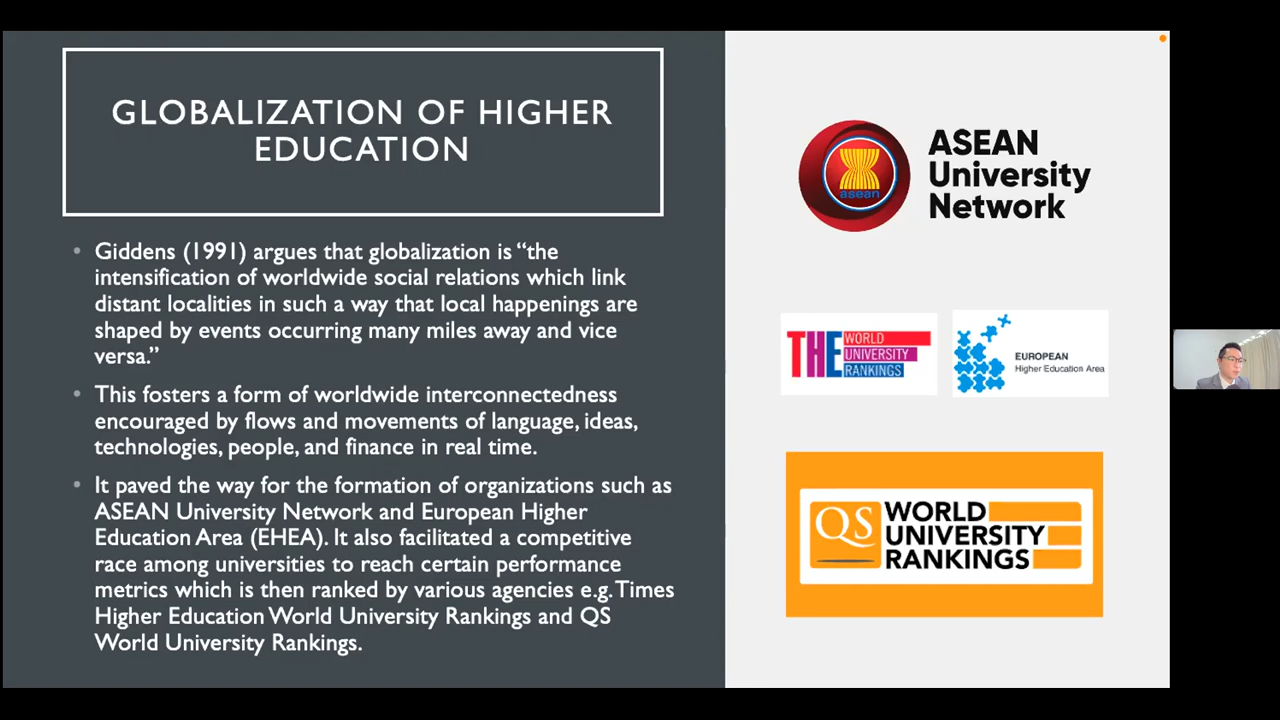 GLOBALIZATION OF HIGHER
EDUCATION
Giddens (1991) argues that globalization is “the
intensification of worldwide social relations which link
distant localities in such a way that local happenings are
shaped by events occurring many miles away and vice
versa.”
This fosters a form of worldwide interconnectedness
encouraged by flows and movements of language, ideas,
technologies, people, and finance in real time.
It paved the way for the formation of organizations such as
ASEAN University Network and European Higher
Education Area (EHEA). It also facilitated a competitive
race among universities to reach certain performance
metrics which is then ranked by various agencies e.g. Times
Higher Education World University Rankings and QS
World University Rankings.
asean
ASEAN
University
Network
THE
WORLD
UNIVERSITY
RANKINGS
EUROPEAN
Higher Education Area
QS
WORLD
UNIVERSITY
RANKINGS